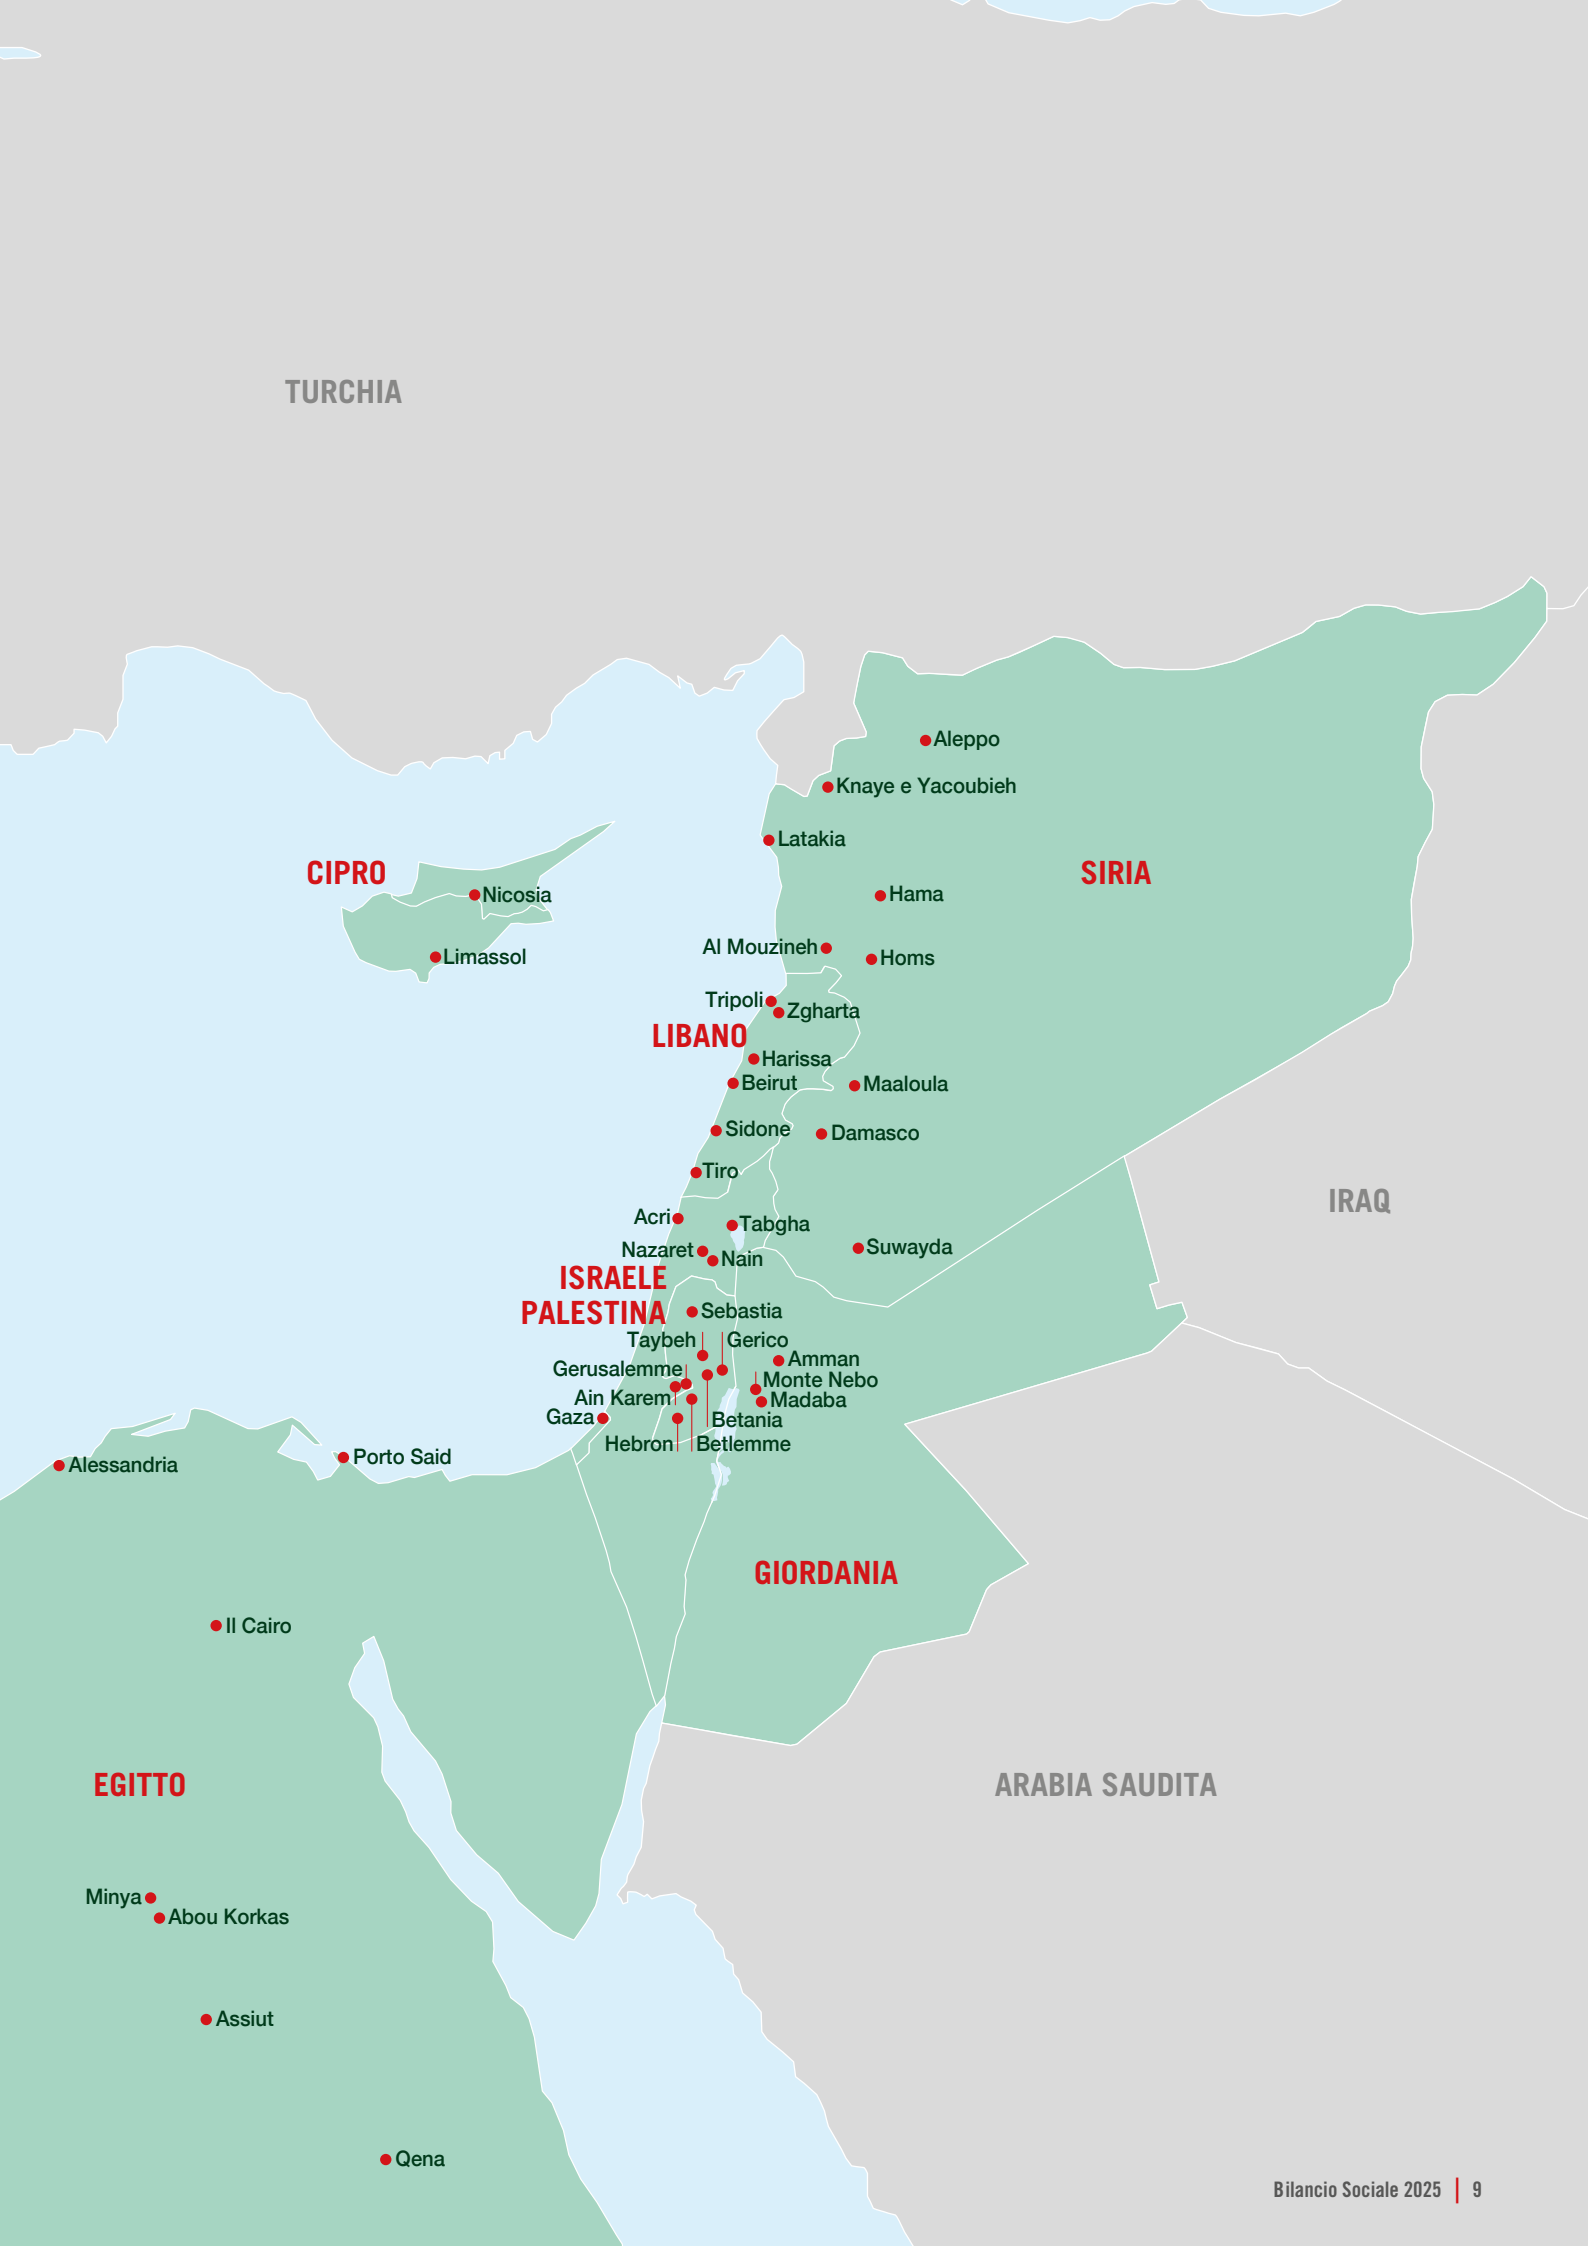 TURCHIA
Aleppo
Knaye e Yacoubieh
Latakia
CIPRO
SIRIA
Nicosia
Hama
Al Mouzineh
Limassol
Homs
Tripoli
Zgharta
LIBANO
Harissa
Beirut
Maaloula
Sidone
Damasco
Tiro
IRAQ
Acri
Tabgha
Nazaret
Nain
Suwayda
ISRAELE
PALESTINA
Sebastia
Taybeh
Gerico
Amman
Gerusalemme
Monte Nebo
Ain Karem
Madaba
Gaza
Betania
Hebron
Betlemme
Porto Said
Alessandria
GIORDANIA
Il Cairo
EGITTO
ARABIA SAUDITA
Minya
Abou Korkas
Assiut
Qena
Bilancio Sociale 2025 | 9